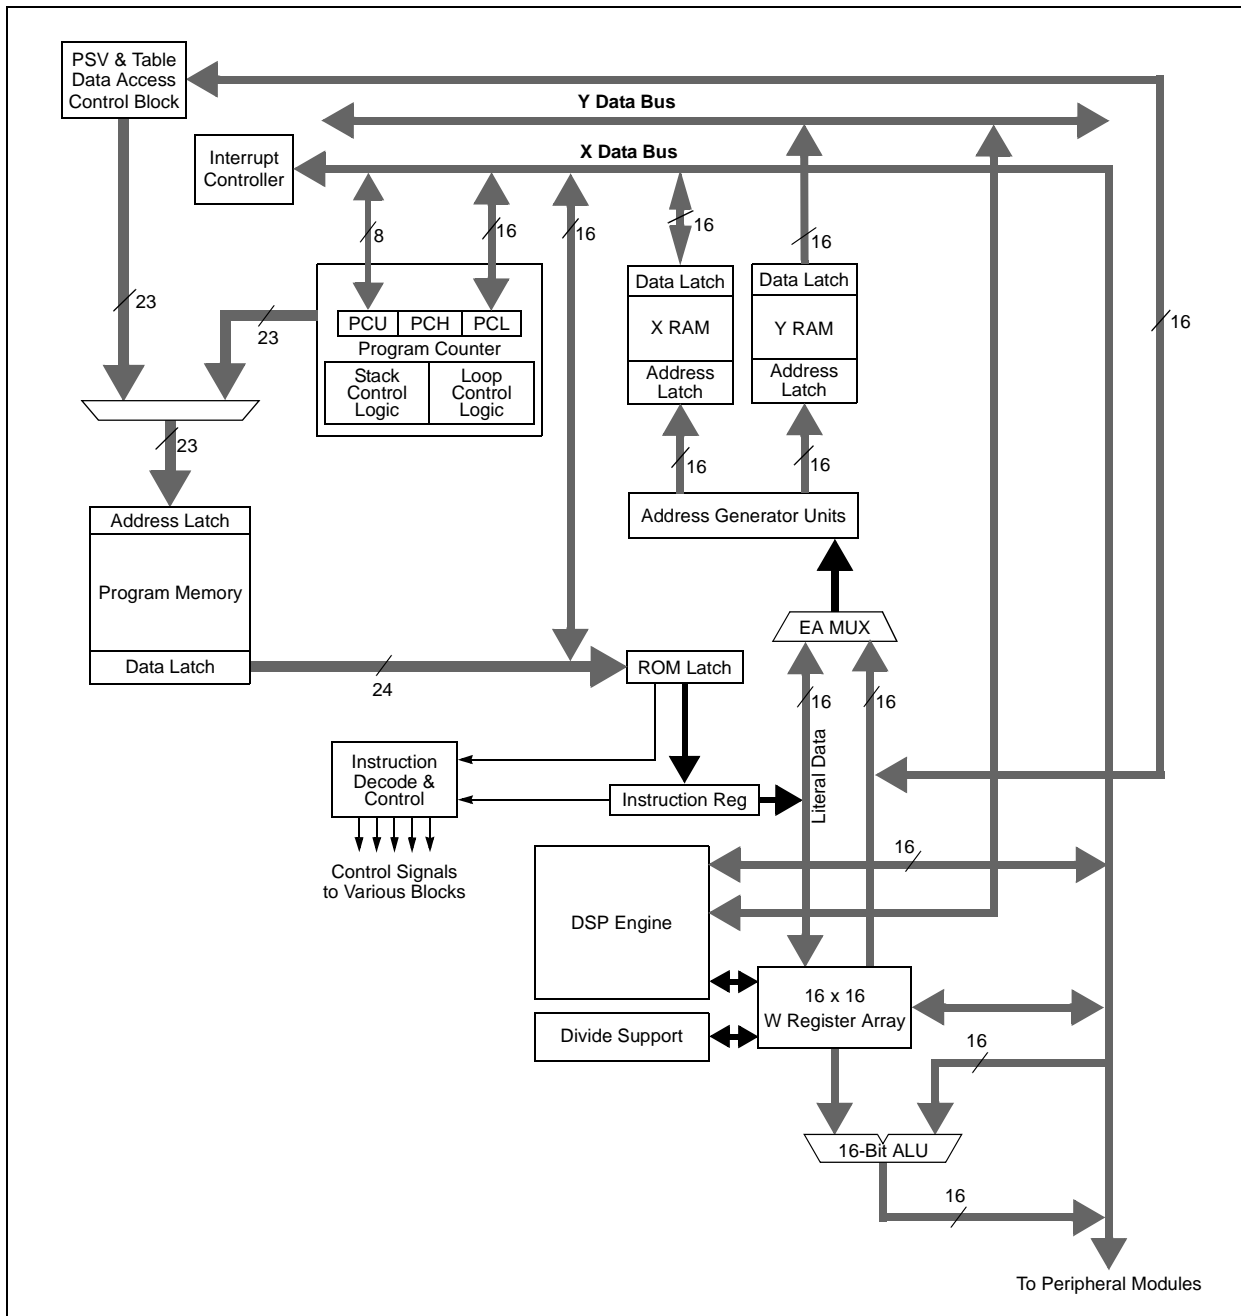 PSV & Table
Data Access
Control Block
Y Data Bus
X Data Bus
Interrupt
Controller
8
16
16
16
16
16
23
23
PCU
PCH
PCL
Program Counter
Stack
Control
Logic
Loop
Control
Logic
Data Latch
X RAM
Address
Latch
Data Latch
Y RAM
Address
Latch
23
16
16
Address Latch
Program Memory
Data Latch
24
Address Generator Units
EA MUX
ROM Latch
16
16
Literal Data
Instruction
Decode &
Control
Instruction Reg
Control Signals
to Various Blocks
16
DSP Engine
16 x 16
W Register Array
Divide Support
16
16-Bit ALU
16
To Peripheral Modules